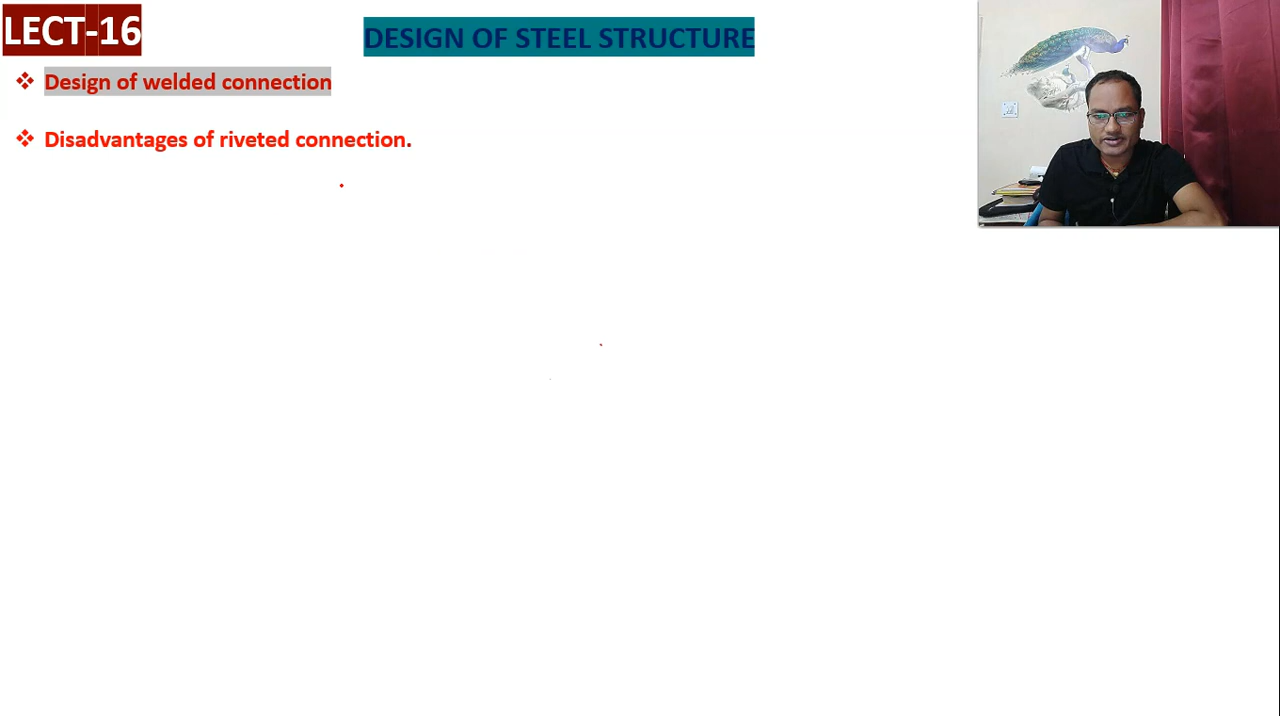 LECT-16
DESIGN OF STEEL STRUCTURE
❖ Design of welded connection
❖ Disadvantages of riveted connection.